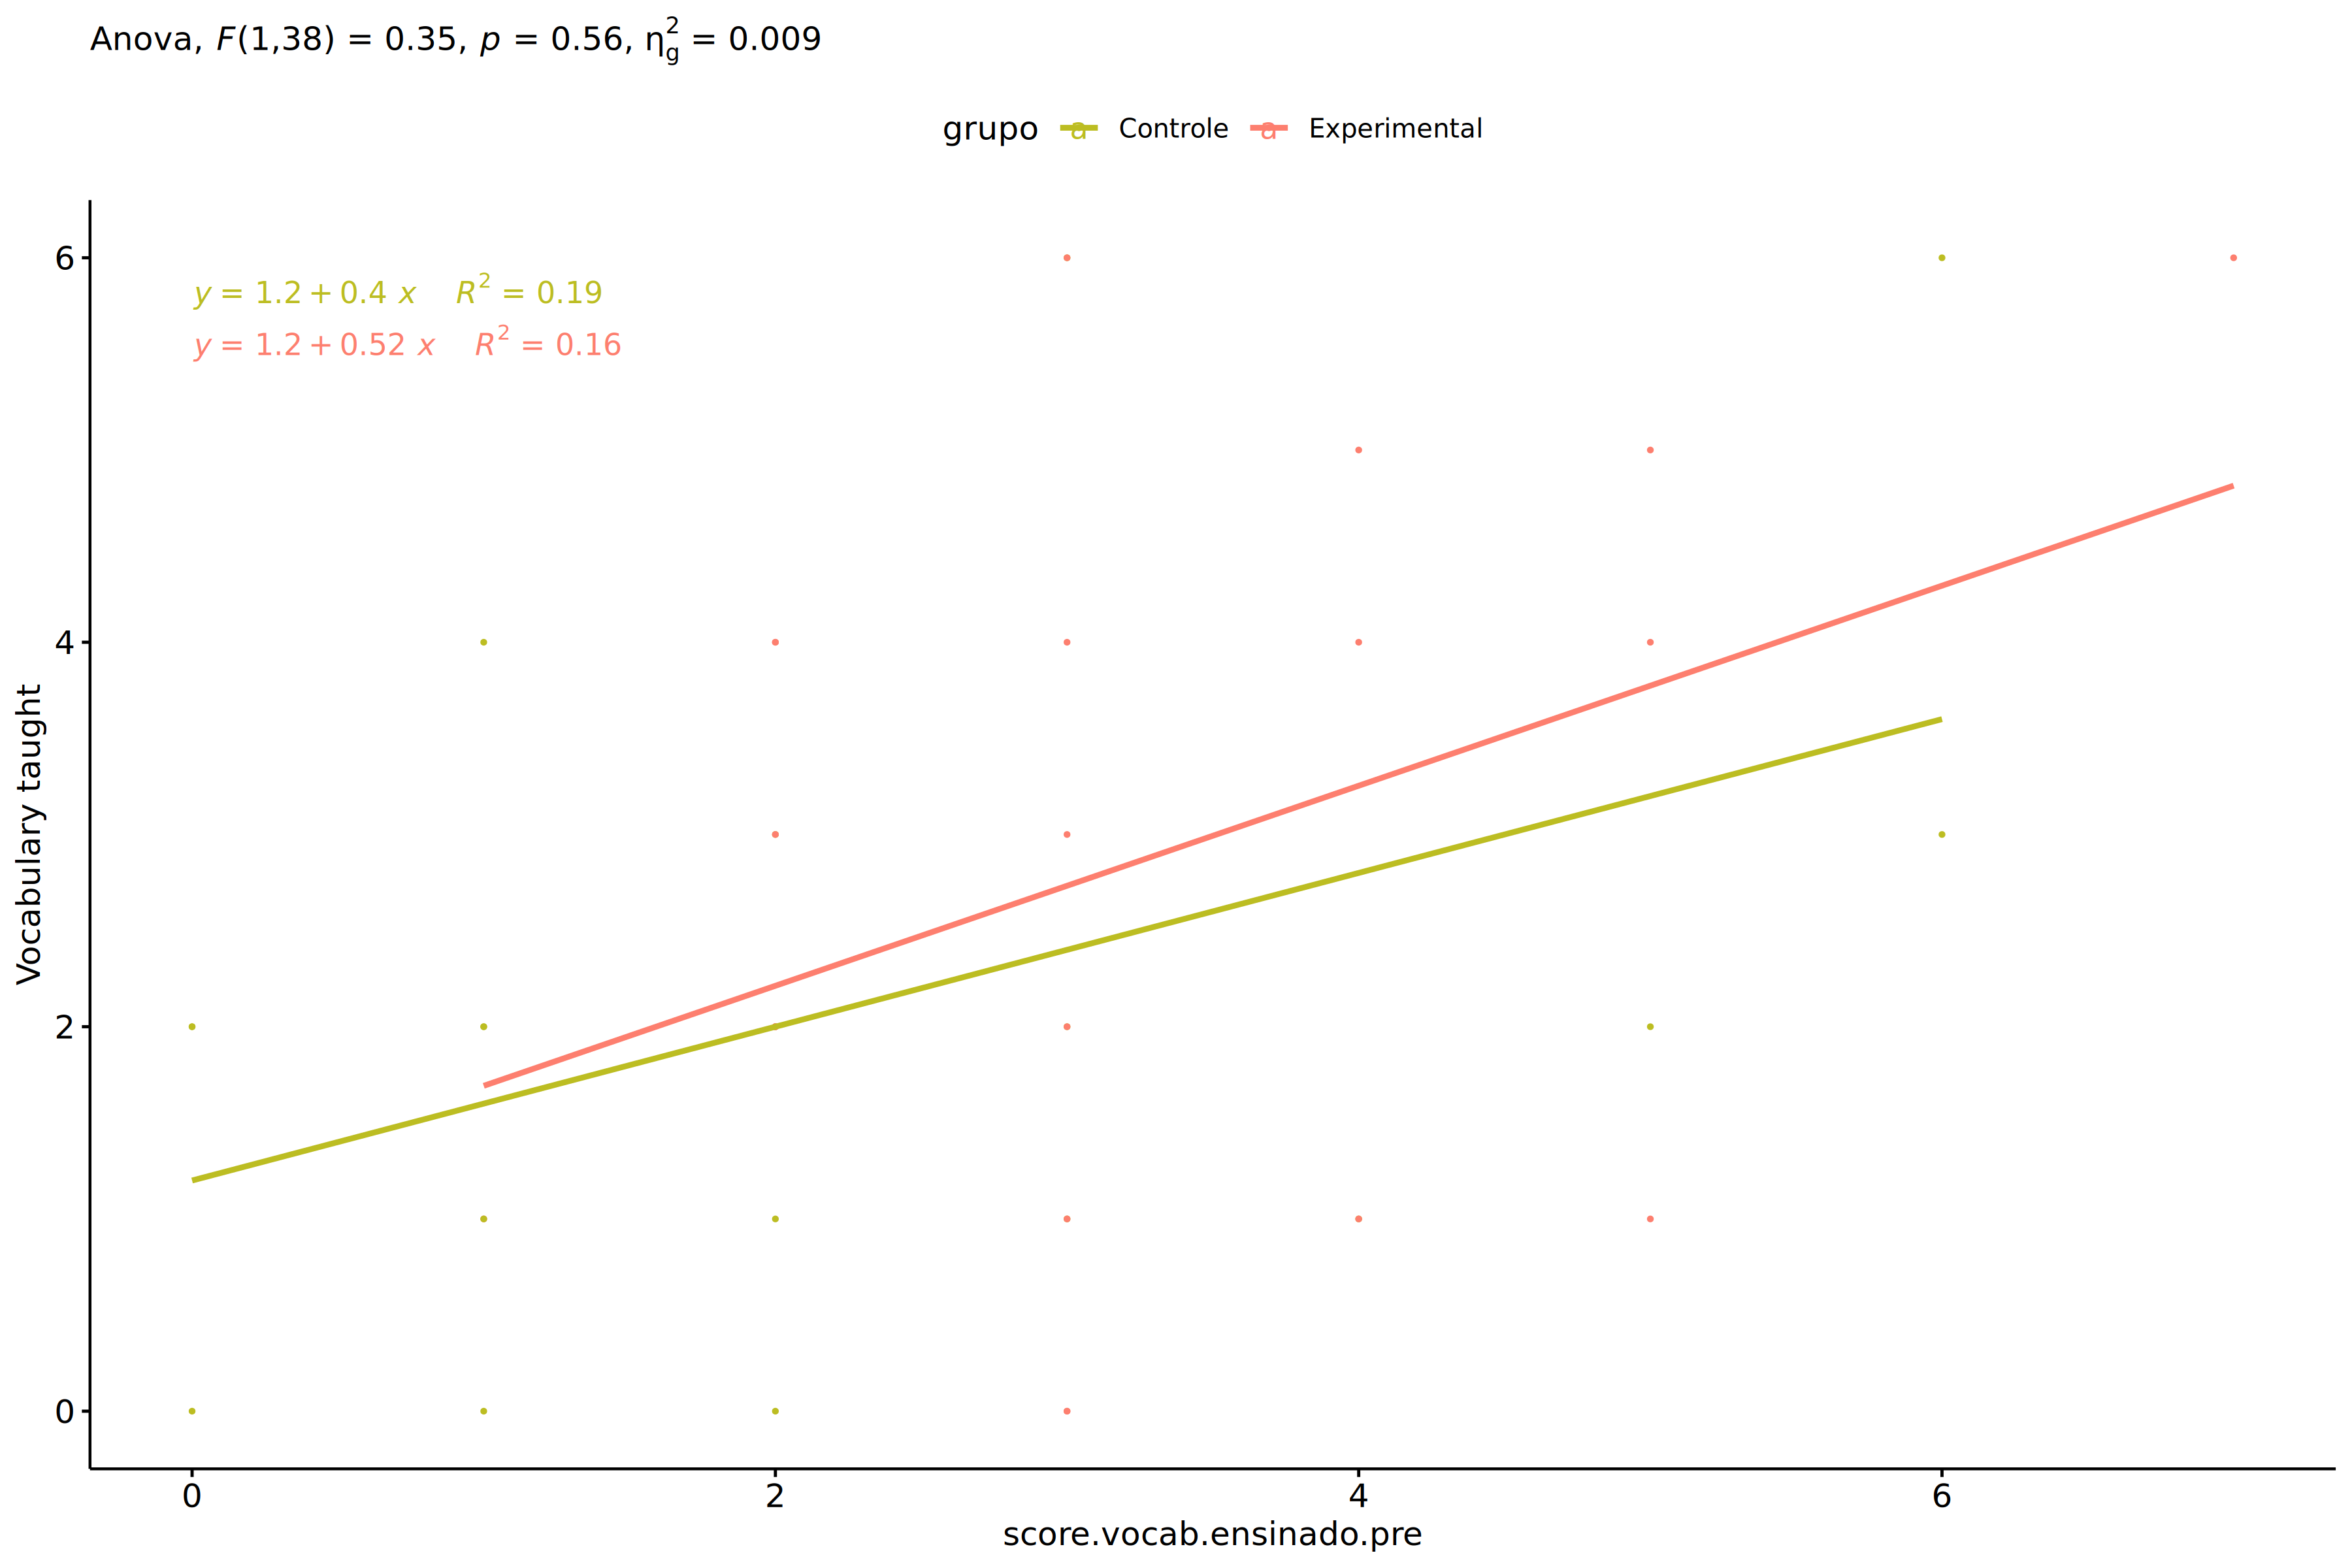 Anova, F(1,38) = 0.35, p = 0.56, η²g = 0.009
grupo a Controle a Experimental
y = 1.2 + 0.4 x R² = 0.19
y = 1.2 + 0.52 x R² = 0.16
Vocabulary taught
6
4
2
0
0 2 4 6
score.vocab.ensinado.pre